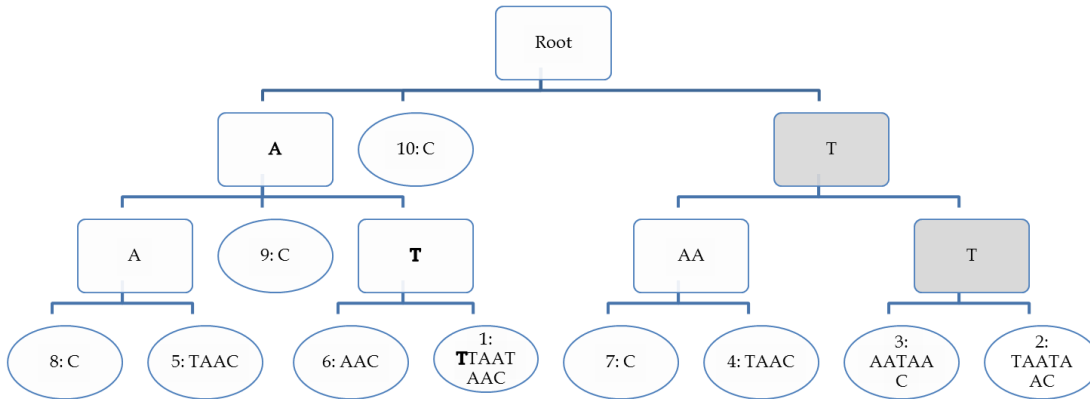 Root
A
10: C
T
A
9: C
T
AA
T
8: C
5: TAAC
6: AAC
1:
TTAAT
AAC
7: C
4: TAAC
3:
AATAA
C
2:
TAATA
AC